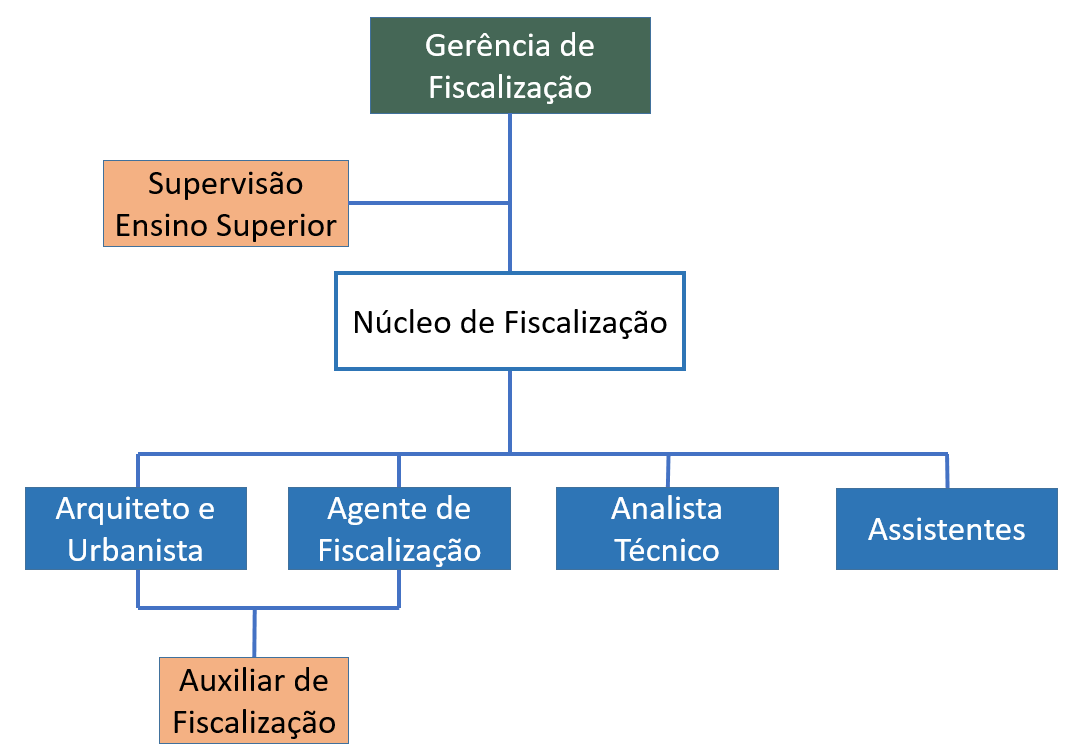 Gerência de
Fiscalização
Supervisão
Ensino Superior
Núcleo de Fiscalização
Arquiteto e
Urbanista
Agente de
Fiscalização
Analista
Técnico
Assistentes
Auxiliar de
Fiscalização